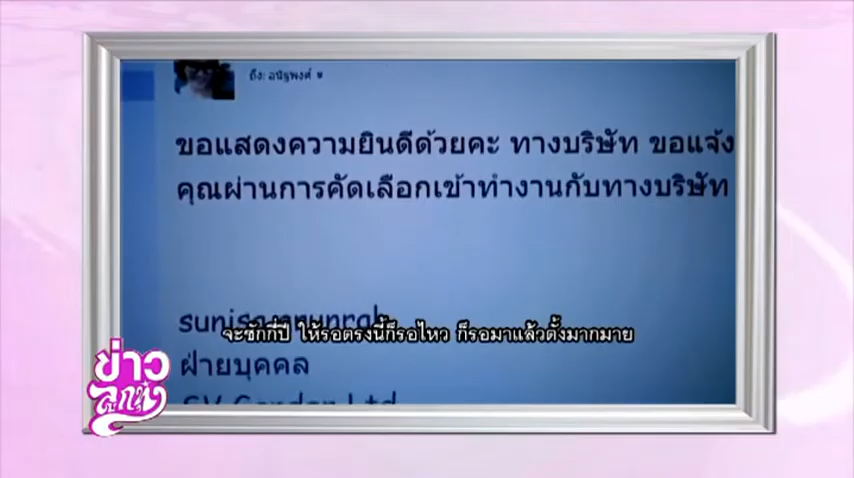 ถึง: อนิฐพงศ์
ขอแสดงความยินดีด้วยคะ ทางบริษัท ขอแจ้ง
คุณผ่านการคัดเลือกเข้าทำงานกับทางบริษัท
จะซักกี่ปี ให้รอตรงนี้ก็รอไหว ก็รอมาแล้วตั้งมากมาย
ฝ่ายบุคคล
ข่าว